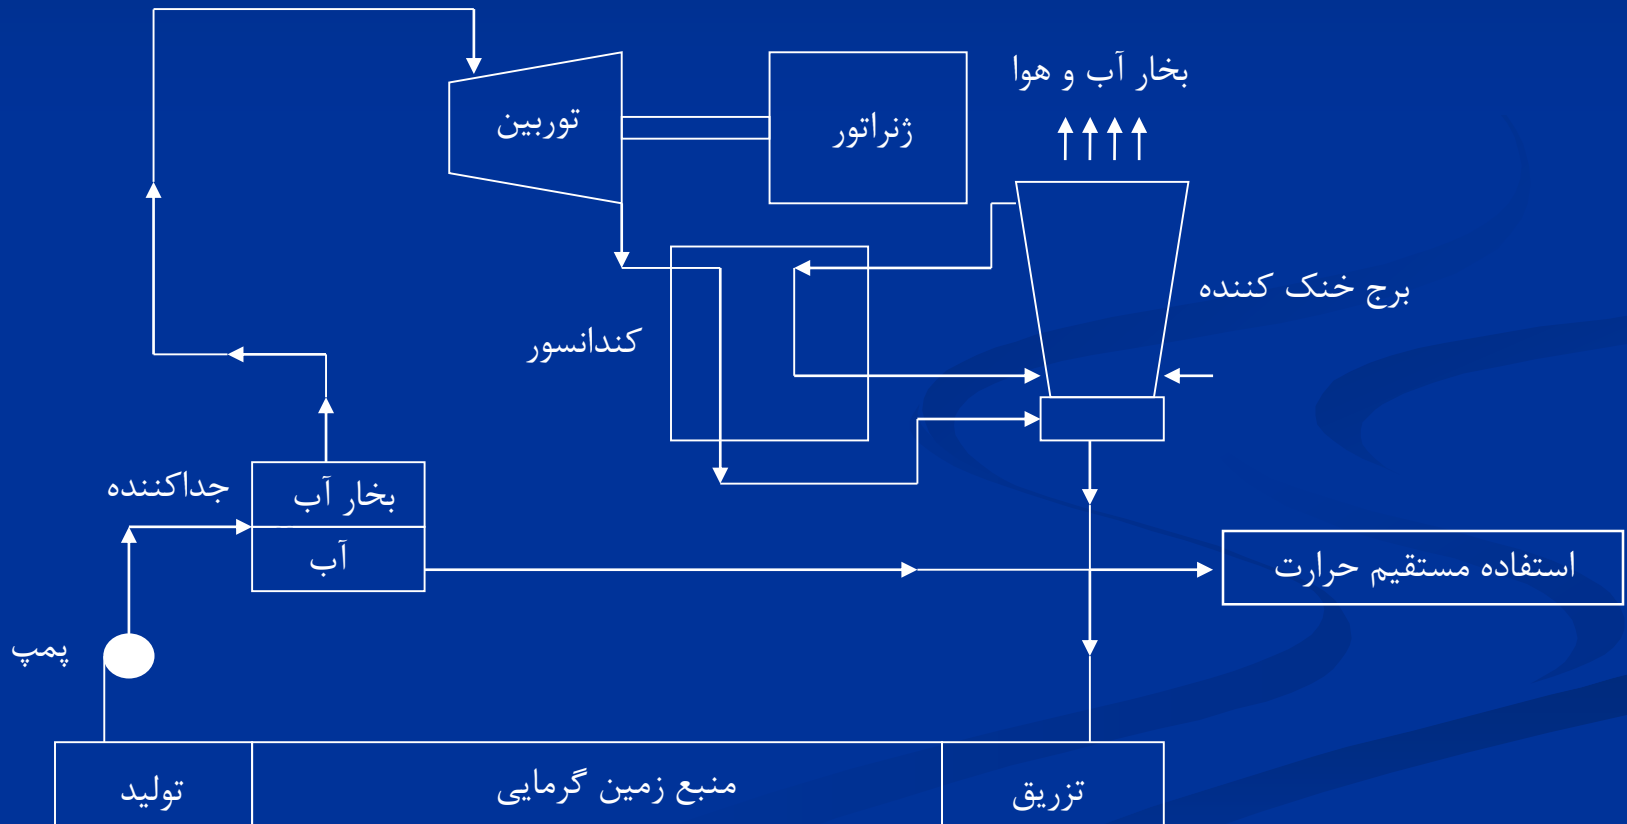 بخار آب و هوا
توربین
ژنراتور
برج خنک کننده
کندانسور
جداکننده
بخار آب
آب
استفاده مستقیم حرارت
پمپ
تولید
منبع زمین گرمایی
تزریق